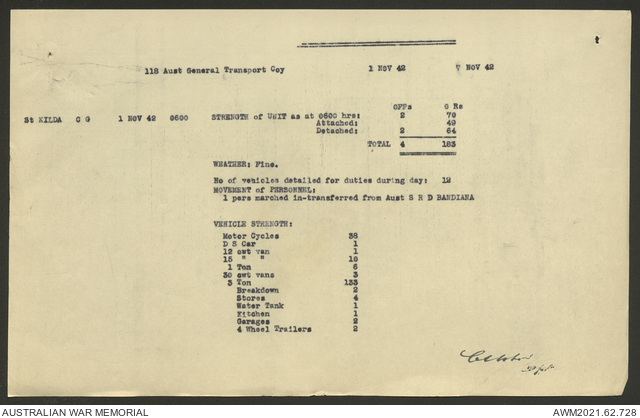 118 Aust General Transport Coy 1 NOV 42 7 NOV 42
OFFs O Rs
St KILDA C G 1 NOV 42 0600 STRENGTH of UNIT as at 0600 hrs: 2 70
Attached: 49
Detached: 2 64
TOTAL 4 183
WEATHER: Fine.
No of vehicles detailed for duties during day: 12
MOVEMENT of PERSONNEL:
1 pers marched in-transferred from Aust S R D BANDIANA
VEHICLE STRENGTH:
Motor Cycles 38
D S Car 1
12 cwt van 1
15 " " 10
1 Ton 6
30 cwt vans 3
3 Ton 133
Breakdown 2
Stores 4
Water Tank 1
Kitchen 1
Garages 2
4 Wheel Trailers 2
AUSTRALIAN WAR MEMORIAL AWM2021.62.728